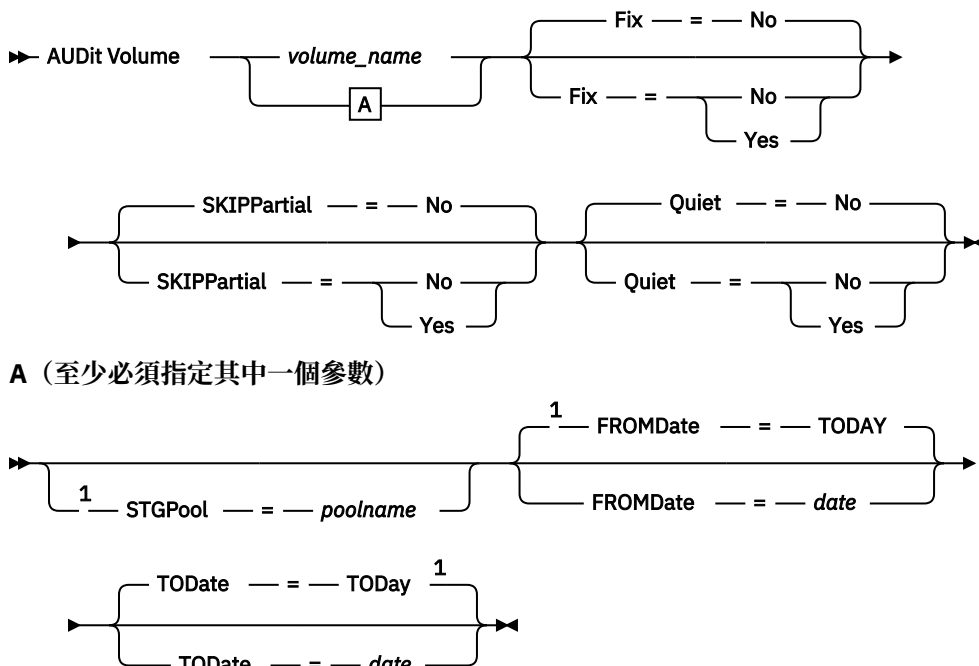 Fix = No
AUDit Volume volume_name
A
Fix = No
Yes
SKIPPartial = No Quiet = No
SKIPPartial = No Quiet = No
Yes Yes
A（至少必須指定其中一個參數）
1 FROMDate = TODAY
1 STGPool = poolname FROMDate = date
TODate = TODay 1
TODate = date